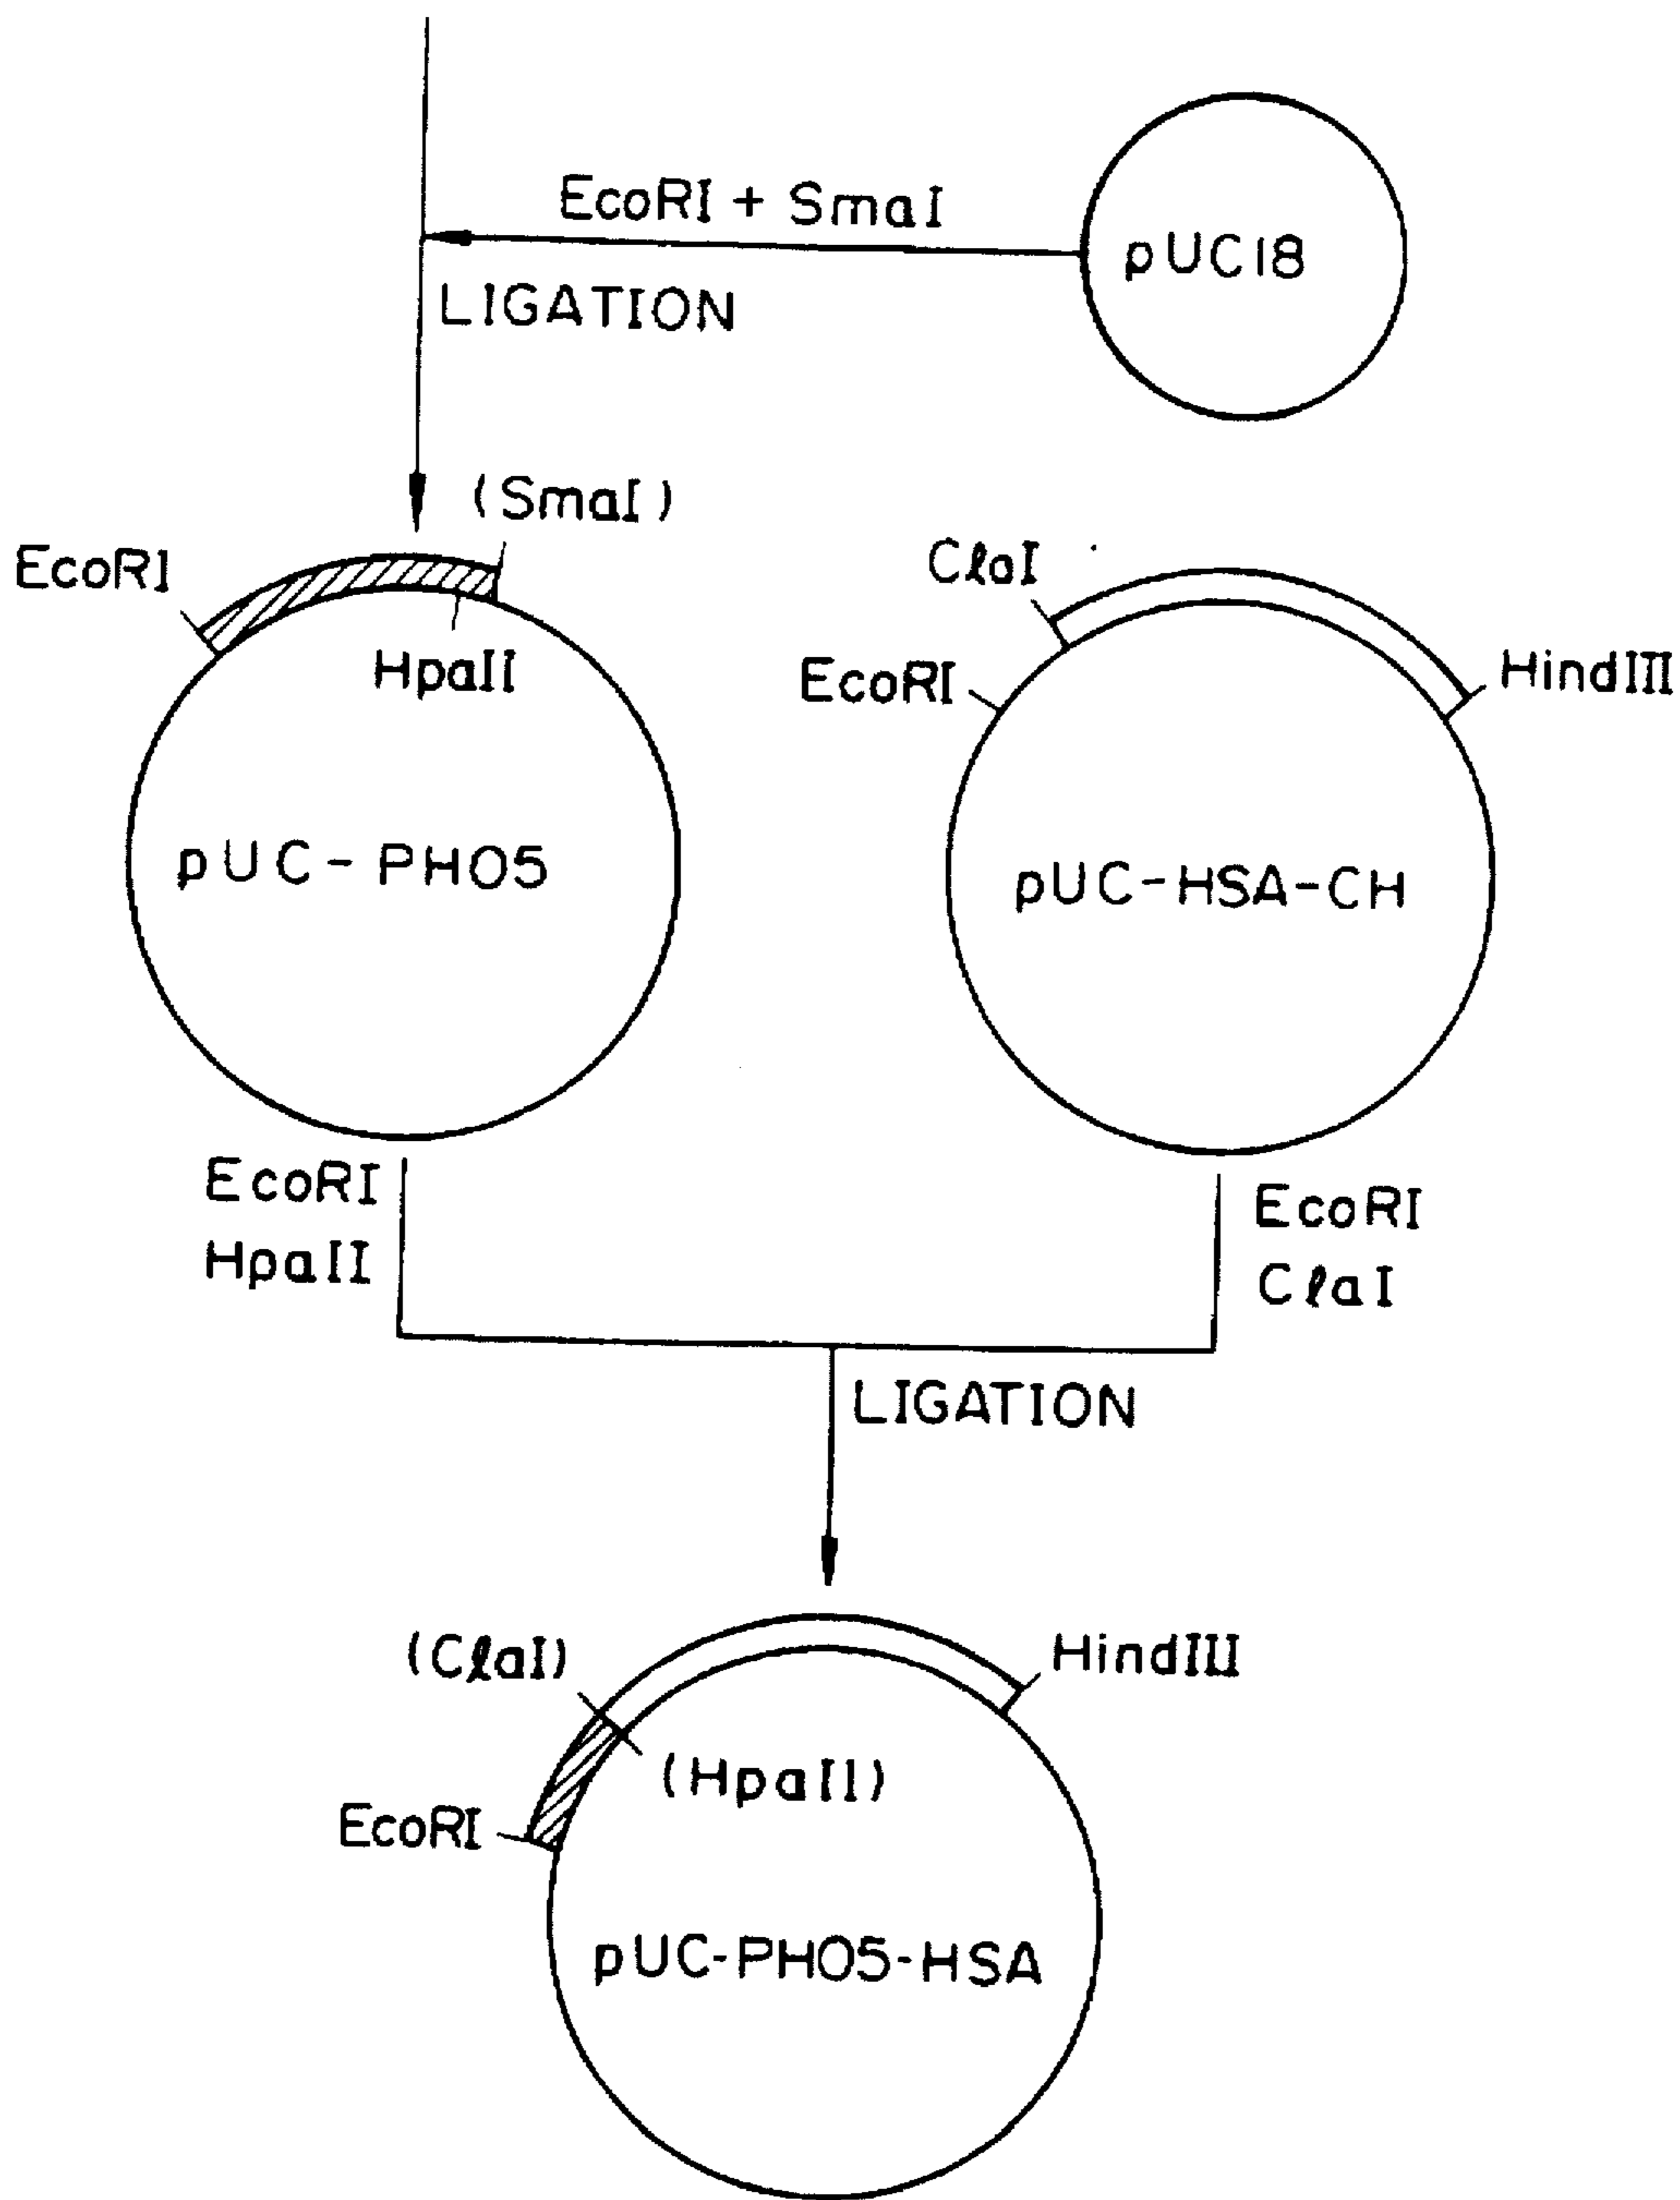 EcoRI + SmaI
pUC18
LIGATION
(SmaI)
EcoRI
HpaII
ClaI
EcoRI
HindIII
pUC - PHO5
pUC-HSA-CH
EcoRI
HpaII
EcoRI
ClaI
LIGATION
(ClaI)
HindIII
(HpaII)
EcoRI
pUC-PHO5-HSA